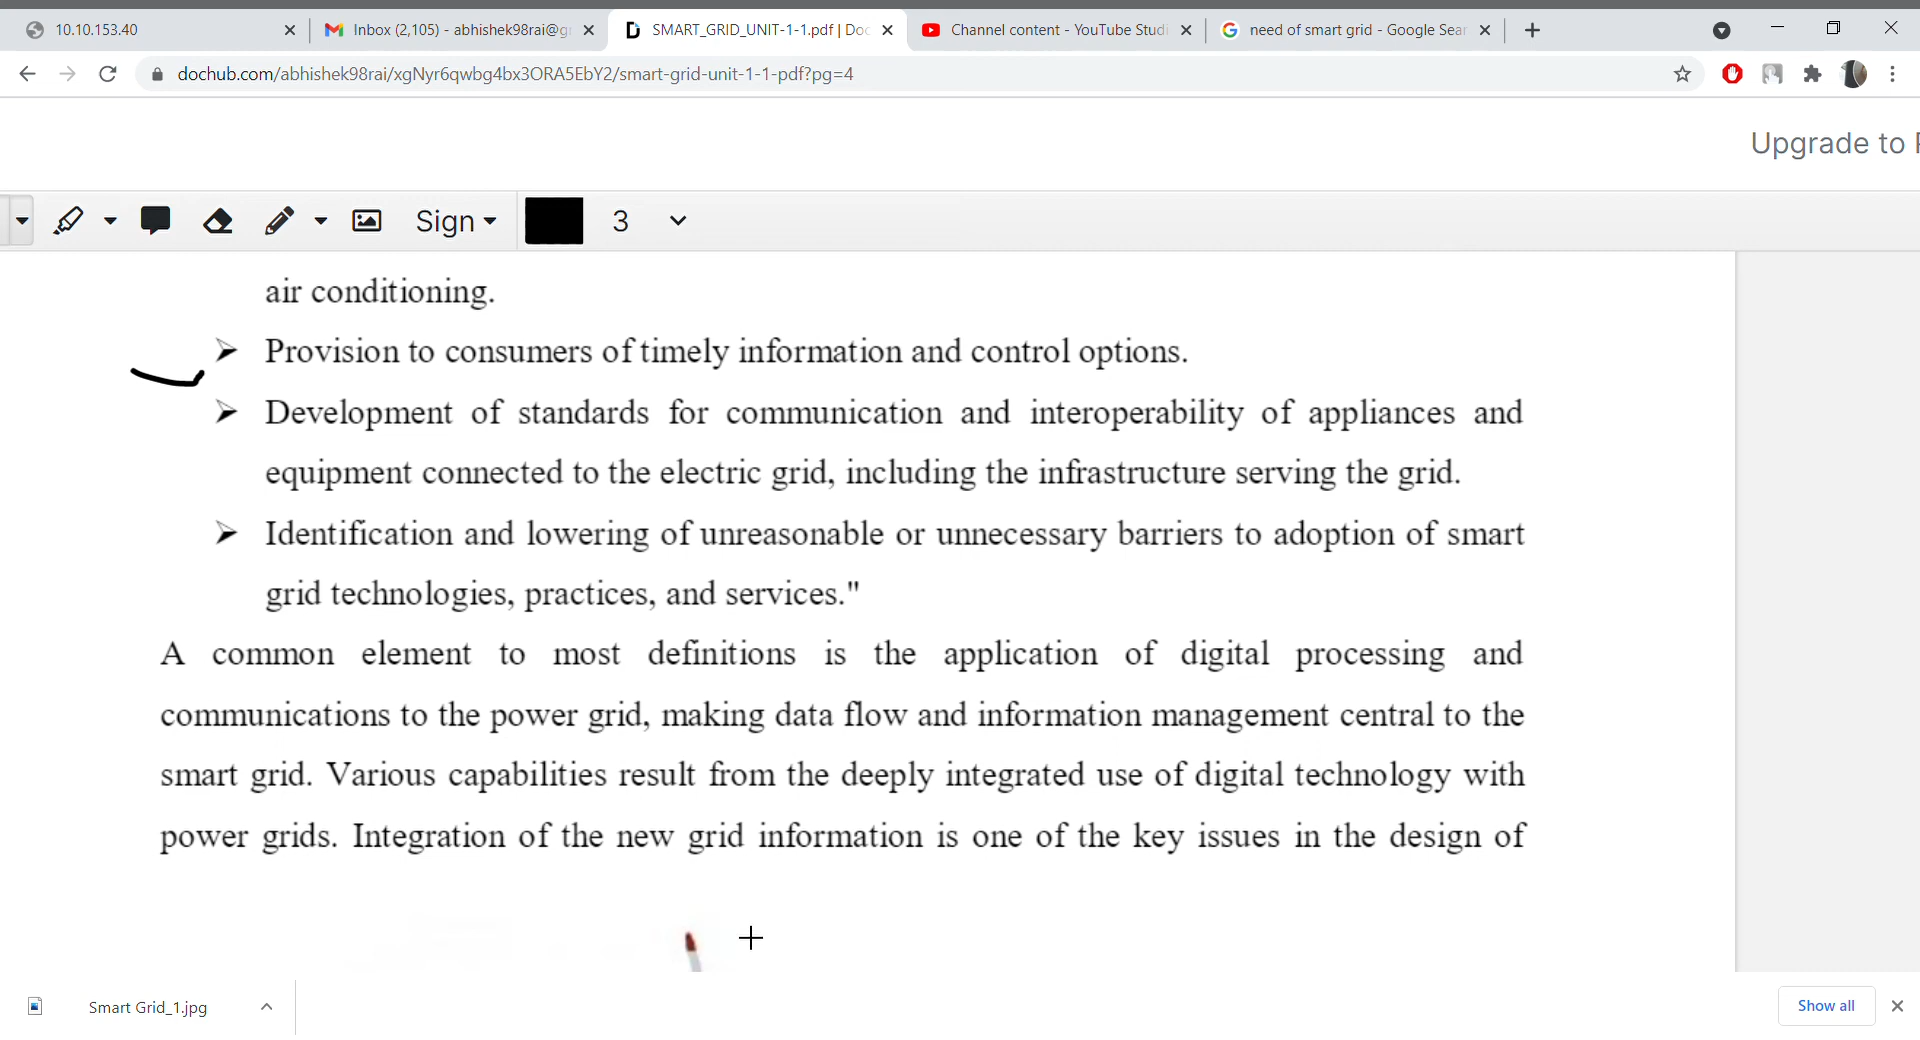 10.10.153.40
Inbox (2,105) - abhishek98rai@g
SMART_GRID_UNIT-1-1.pdf | Doc
Channel content - YouTube Studi
need of smart grid - Google Sear
dochub.com/abhishek98rai/xgNyr6qwbg4bx3ORA5EbY2/smart-grid-unit-1-1-pdf?pg=4
Upgrade to
Sign
3
air conditioning.
➢ Provision to consumers of timely information and control options.
➢ Development of standards for communication and interoperability of appliances and
equipment connected to the electric grid, including the infrastructure serving the grid.
➢ Identification and lowering of unreasonable or unnecessary barriers to adoption of smart
grid technologies, practices, and services."
A common element to most definitions is the application of digital processing and
communications to the power grid, making data flow and information management central to the
smart grid. Various capabilities result from the deeply integrated use of digital technology with
power grids. Integration of the new grid information is one of the key issues in the design of
Smart Grid_1.jpg
Show all